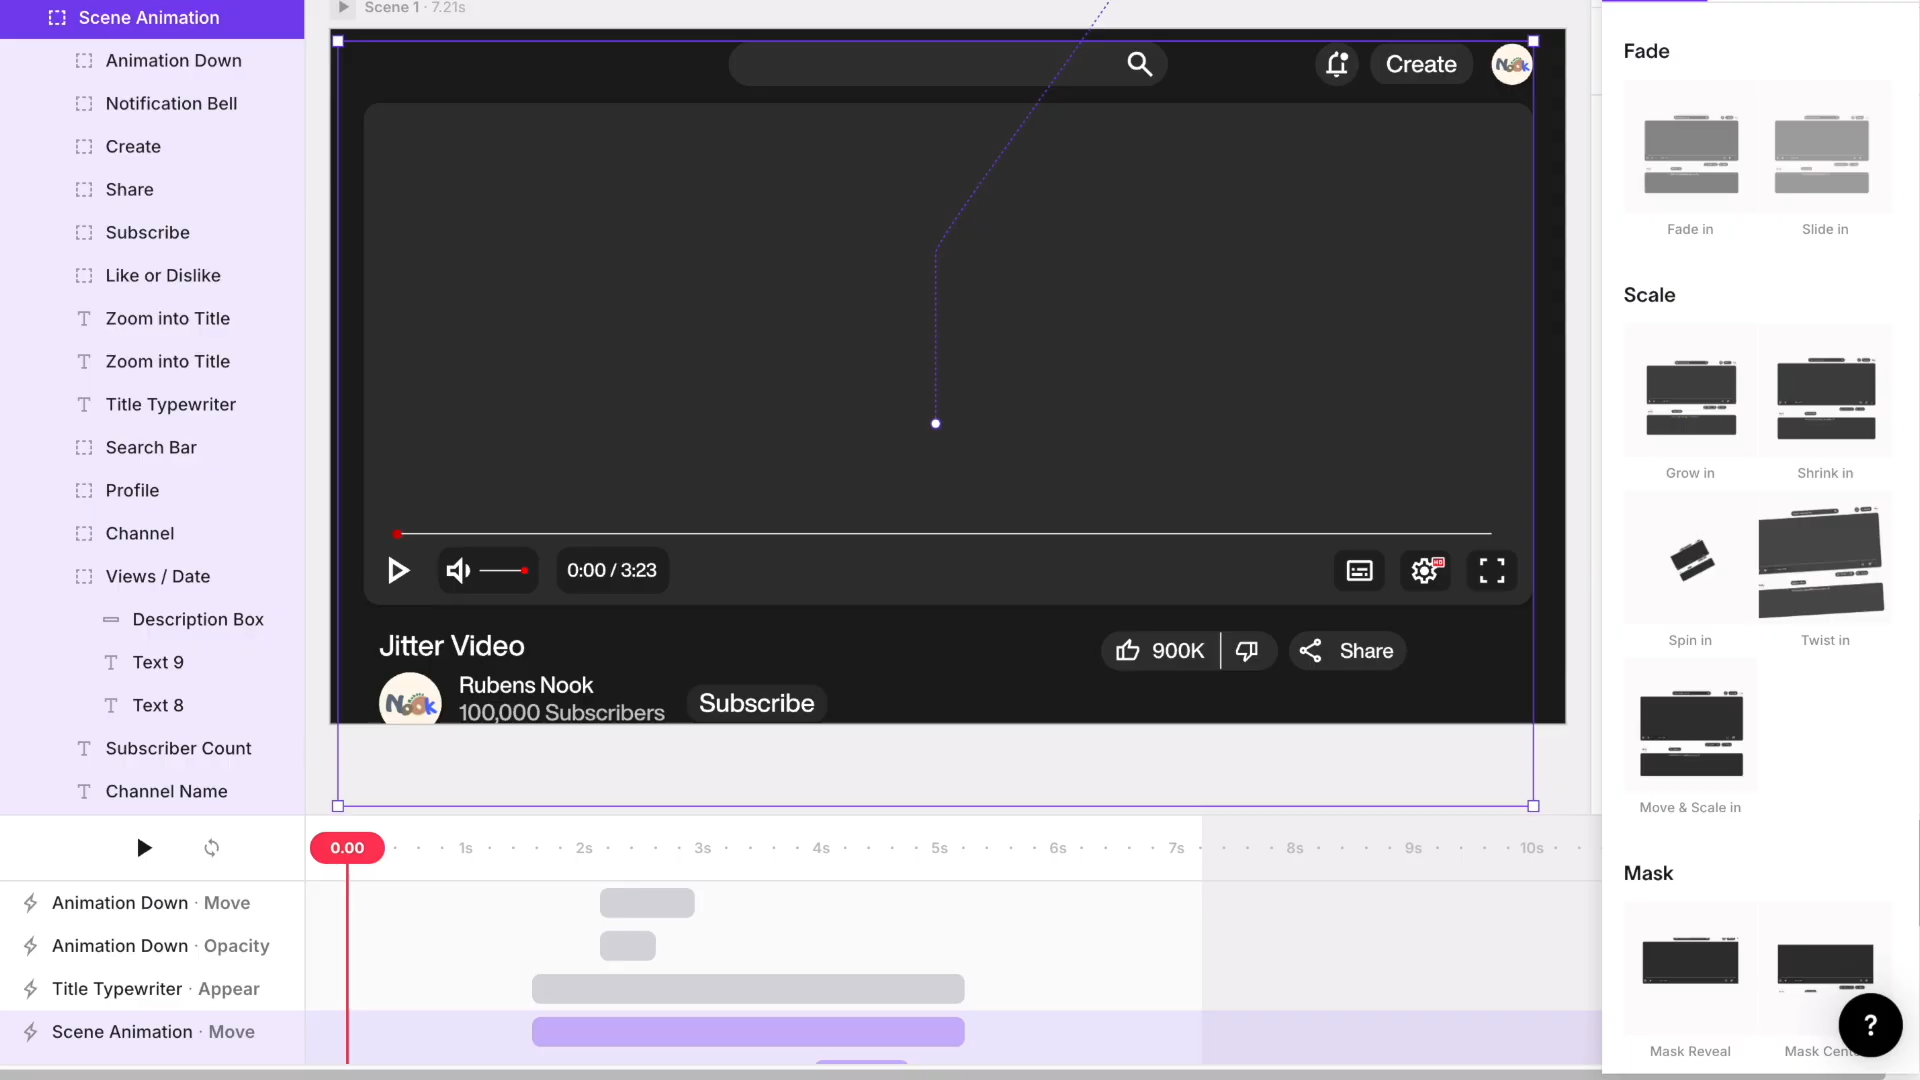 Scene Animation
Animation Down
Notification Bell
Create
Share
Subscribe
Like or Dislike
Zoom into Title
Zoom into Title
Title Typewriter
Search Bar
Profile
Channel
Views / Date
Description Box
Text 9
Text 8
Subscriber Count
Channel Name
Scene 1 · 7.21s
Create
Nook
0:00 / 3:23
HD
Jitter Video
900K
Share
Nook
Rubens Nook
100,000 Subscribers
Subscribe
Fade
Fade in
Slide in
Scale
Grow in
Shrink in
Spin in
Twist in
Move & Scale in
Mask
Mask Reveal
Mask Cent
?
0.00
1s
2s
3s
4s
5s
6s
7s
8s
9s
10s
Animation Down · Move
Animation Down · Opacity
Title Typewriter · Appear
Scene Animation · Move